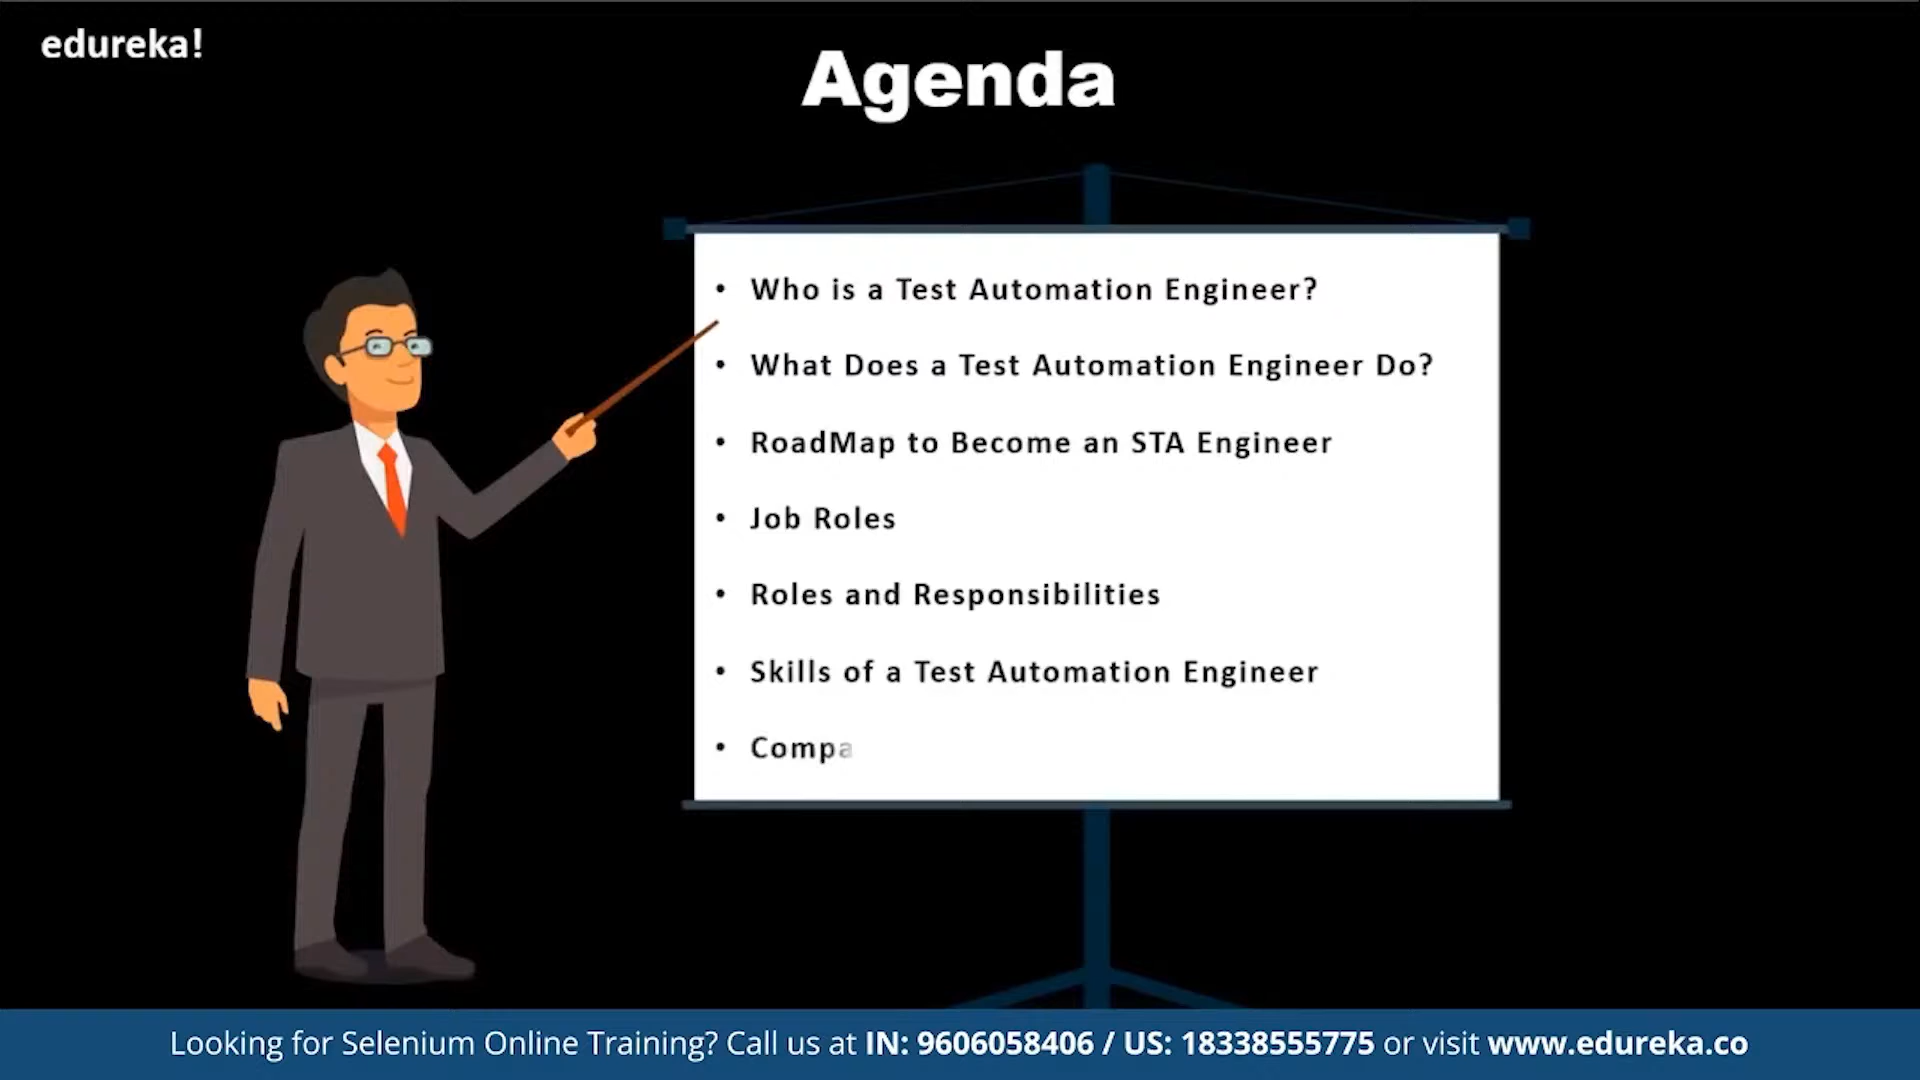 edureka!
Agenda
• Who is a Test Automation Engineer?
• What Does a Test Automation Engineer Do?
• RoadMap to Become an STA Engineer
• Job Roles
• Roles and Responsibilities
• Skills of a Test Automation Engineer
• Compa
Looking for Selenium Online Training? Call us at IN: 9606058406 / US: 18338555775 or visit www.edureka.co